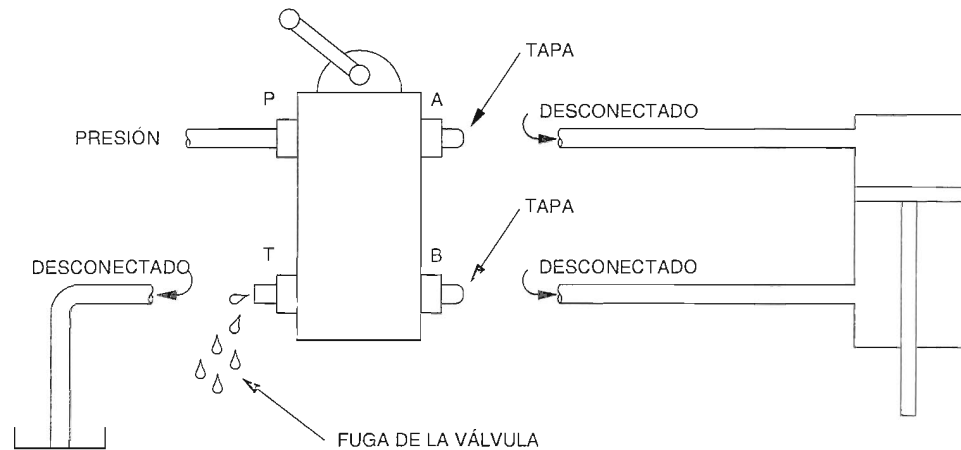 TAPA
P
A
PRESIÓN
DESCONECTADO
TAPA
T
B
DESCONECTADO
DESCONECTADO
FUGA DE LA VÁLVULA